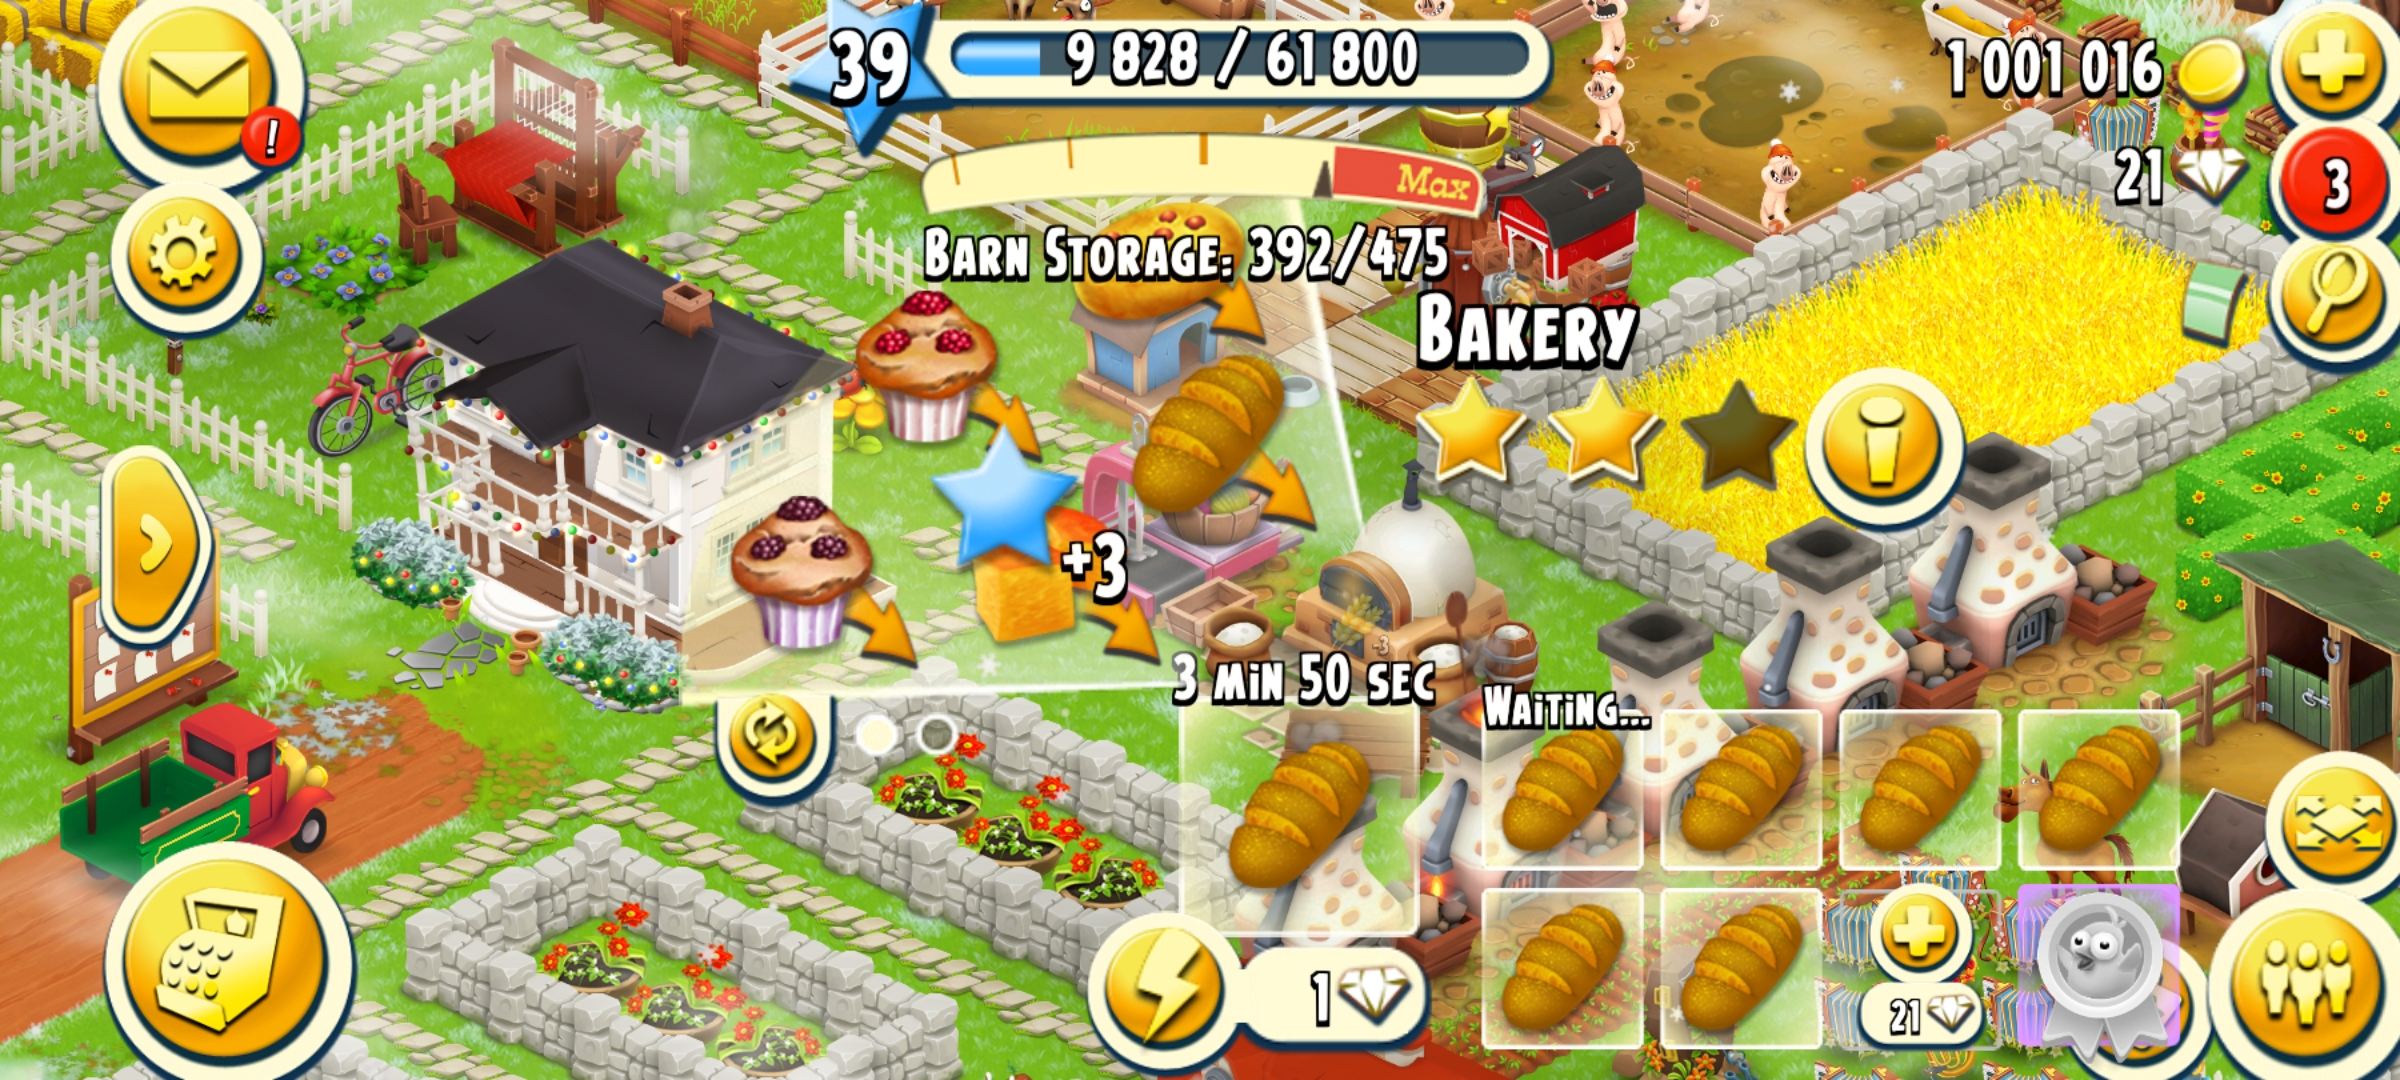 39
9 828 / 61 800
1 001 016
!
Max
21
3
BARN STORAGE: 392/475
BAKERY
+3
-3
3 MIN 50 SEC
WAITING...
1
21